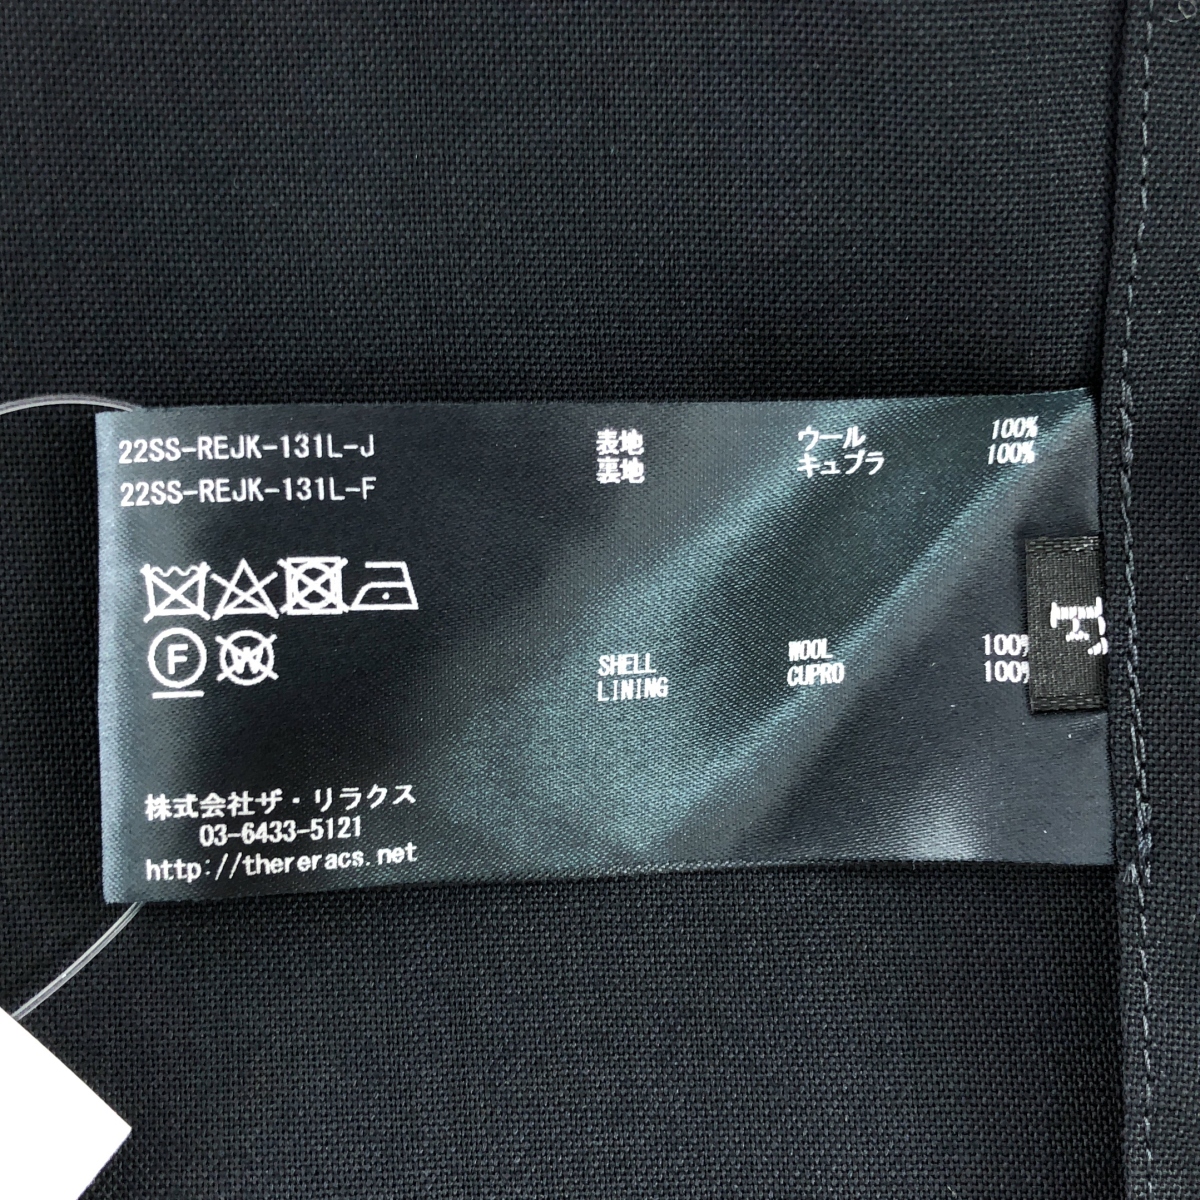 22SS-REJK-131L-J
22SS-REJK-131L-F
表地 ウール 100%
裏地 キュプラ 100%
F
W
SHELL WOOL 100%
LINING CUPRO 100%
株式会社ザ・リラクス
03-6433-5121
http://thereracs.net